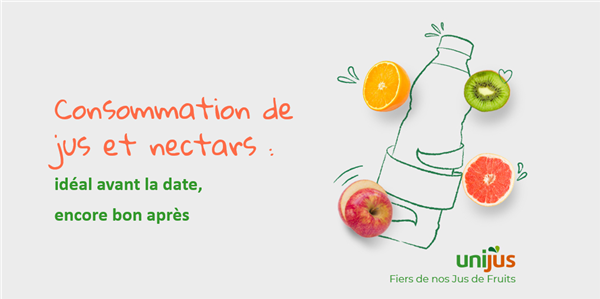 Consommation de
jus et nectars :
idéal avant la date,
encore bon après
unijus
Fiers de nos Jus de Fruits